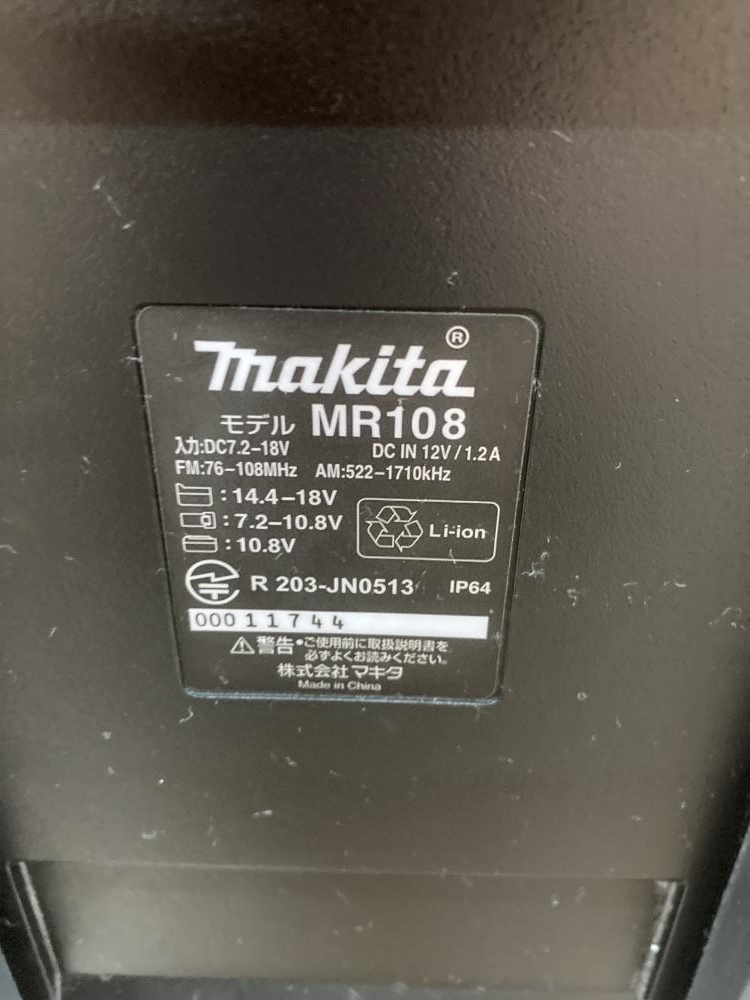 makita®
モデル MR108
入力:DC7.2-18V DC IN 12V/1.2A
FM:76-108MHz AM:522-1710kHz
:14.4-18V
:7.2-10.8V
:10.8V
Li-ion
R 203-JN0513 IP64
00011744
警告・ご使用前に取扱説明書を
必ずよくお読みください。
株式会社マキタ
Made in China